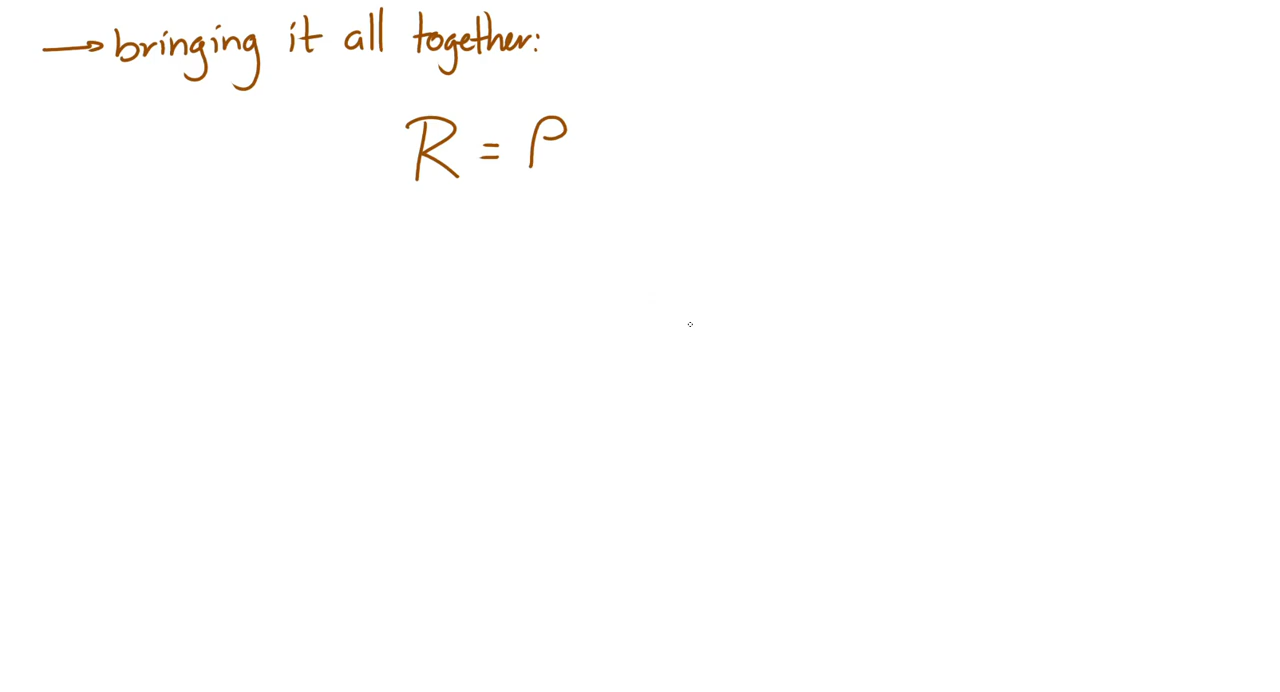 → bringing it all together:
R = ρ